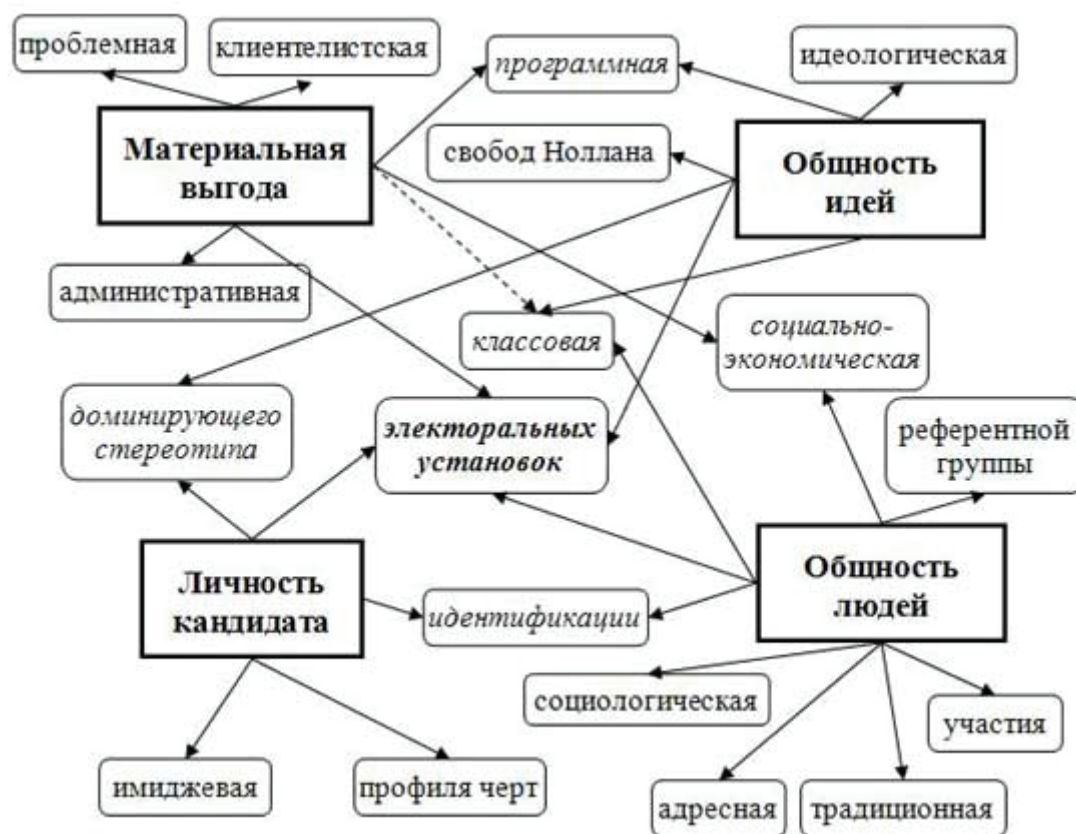 проблемная
клиентелистская
программная
идеологическая
Материальная
выгода
свобод Ноллана
Общность
идей
административная
классовая
социально-
экономическая
доминирующего
стереотипа
электоральных
установок
референтной
группы
Личность
кандидата
идентификации
Общность
людей
социологическая
участия
имиджевая
профиля черт
адресная
традиционная